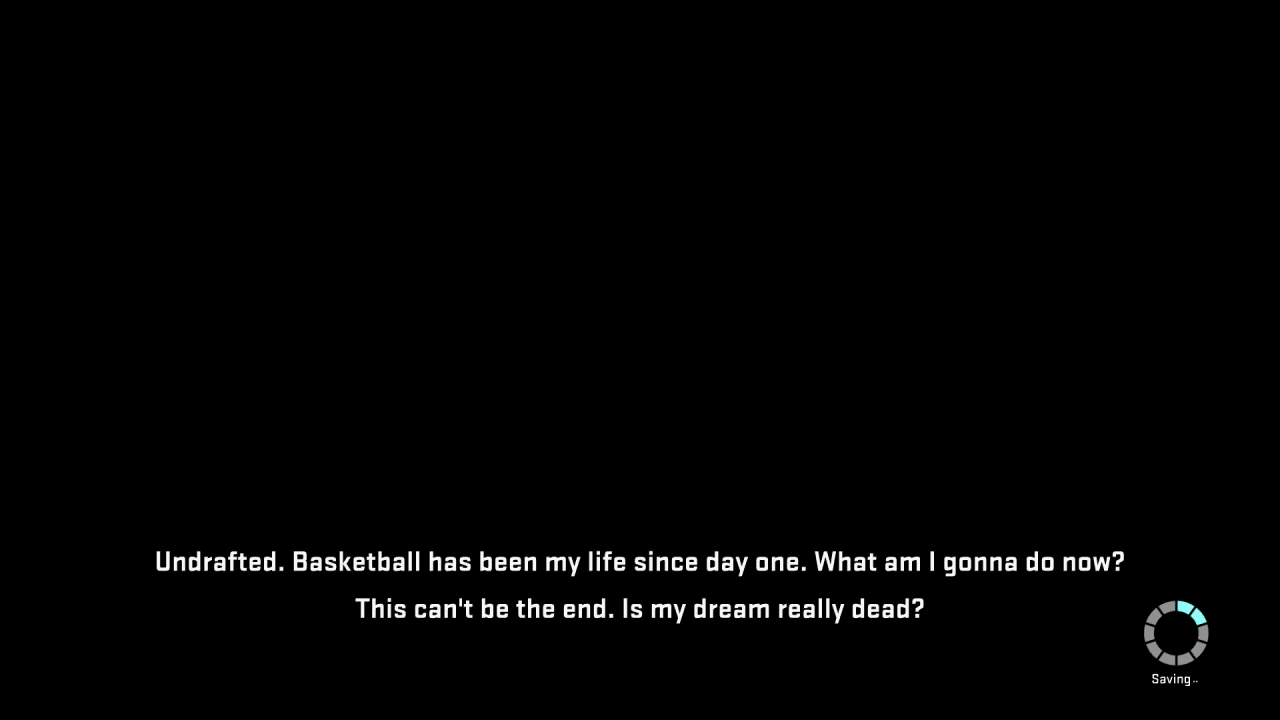 Undrafted. Basketball has been my life since day one. What am I gonna do now?
This can't be the end. Is my dream really dead?
Saving..